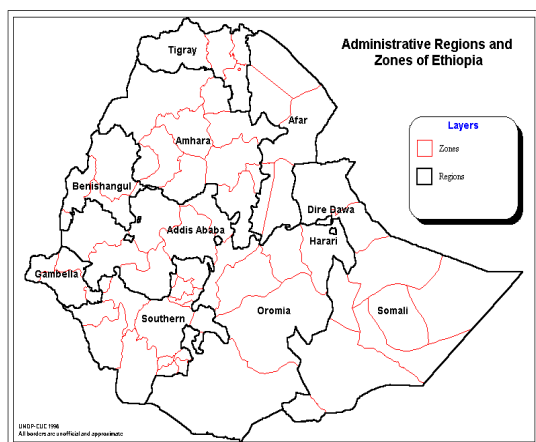 Administrative Regions and
Zones of Ethiopia
Tigray
Afar
Amhara
Benishangul
Dire Dawa
Addis Ababa
Harari
Gambella
Southern
Oromia
Somali
Layers
Zones
Regions
UNDP-EUE 1996
All borders are unofficial and approximate